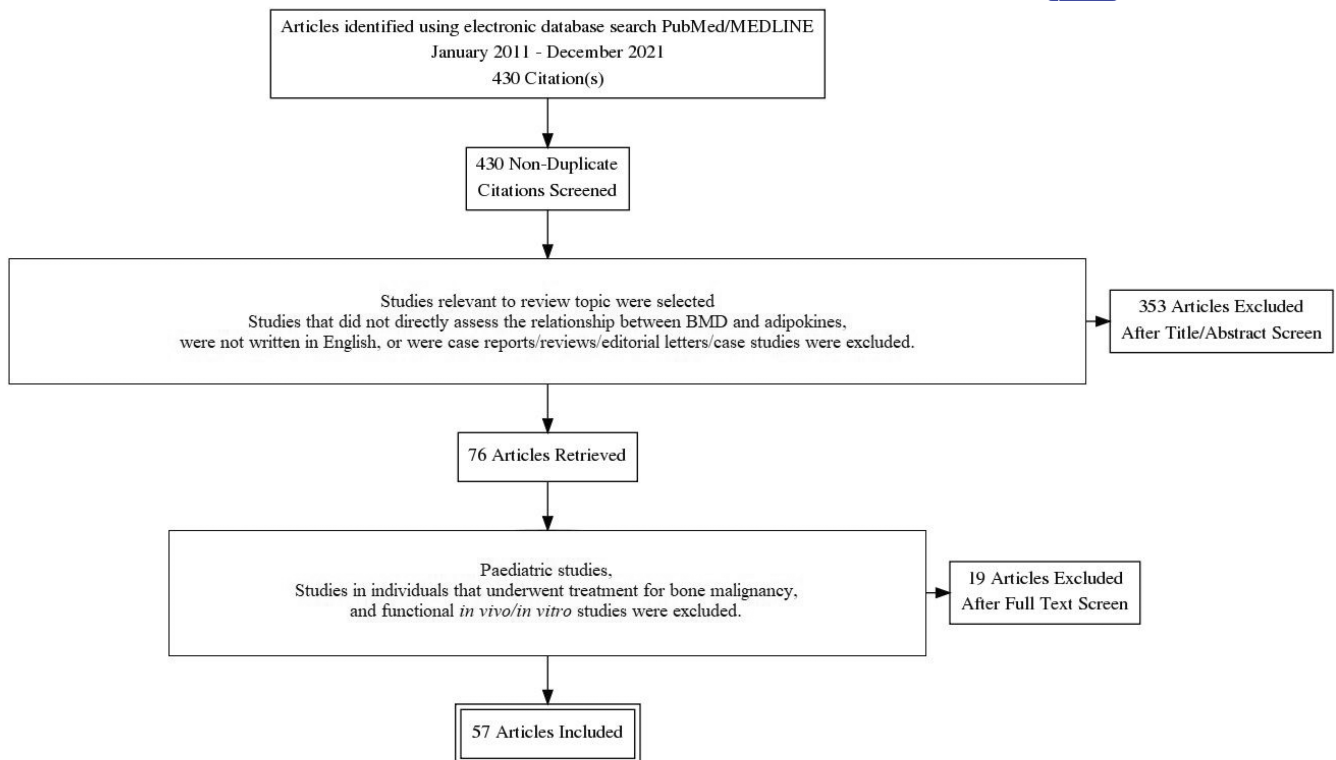 Articles identified using electronic database search PubMed/MEDLINE
January 2011 - December 2021
430 Citation(s)
430 Non-Duplicate
Citations Screened
Studies relevant to review topic were selected
Studies that did not directly assess the relationship between BMD and adipokines,
were not written in English, or were case reports/reviews/editorial letters/case studies were excluded.
353 Articles Excluded
After Title/Abstract Screen
76 Articles Retrieved
Paediatric studies,
Studies in individuals that underwent treatment for bone malignancy,
and functional in vivo/in vitro studies were excluded.
19 Articles Excluded
After Full Text Screen
57 Articles Included